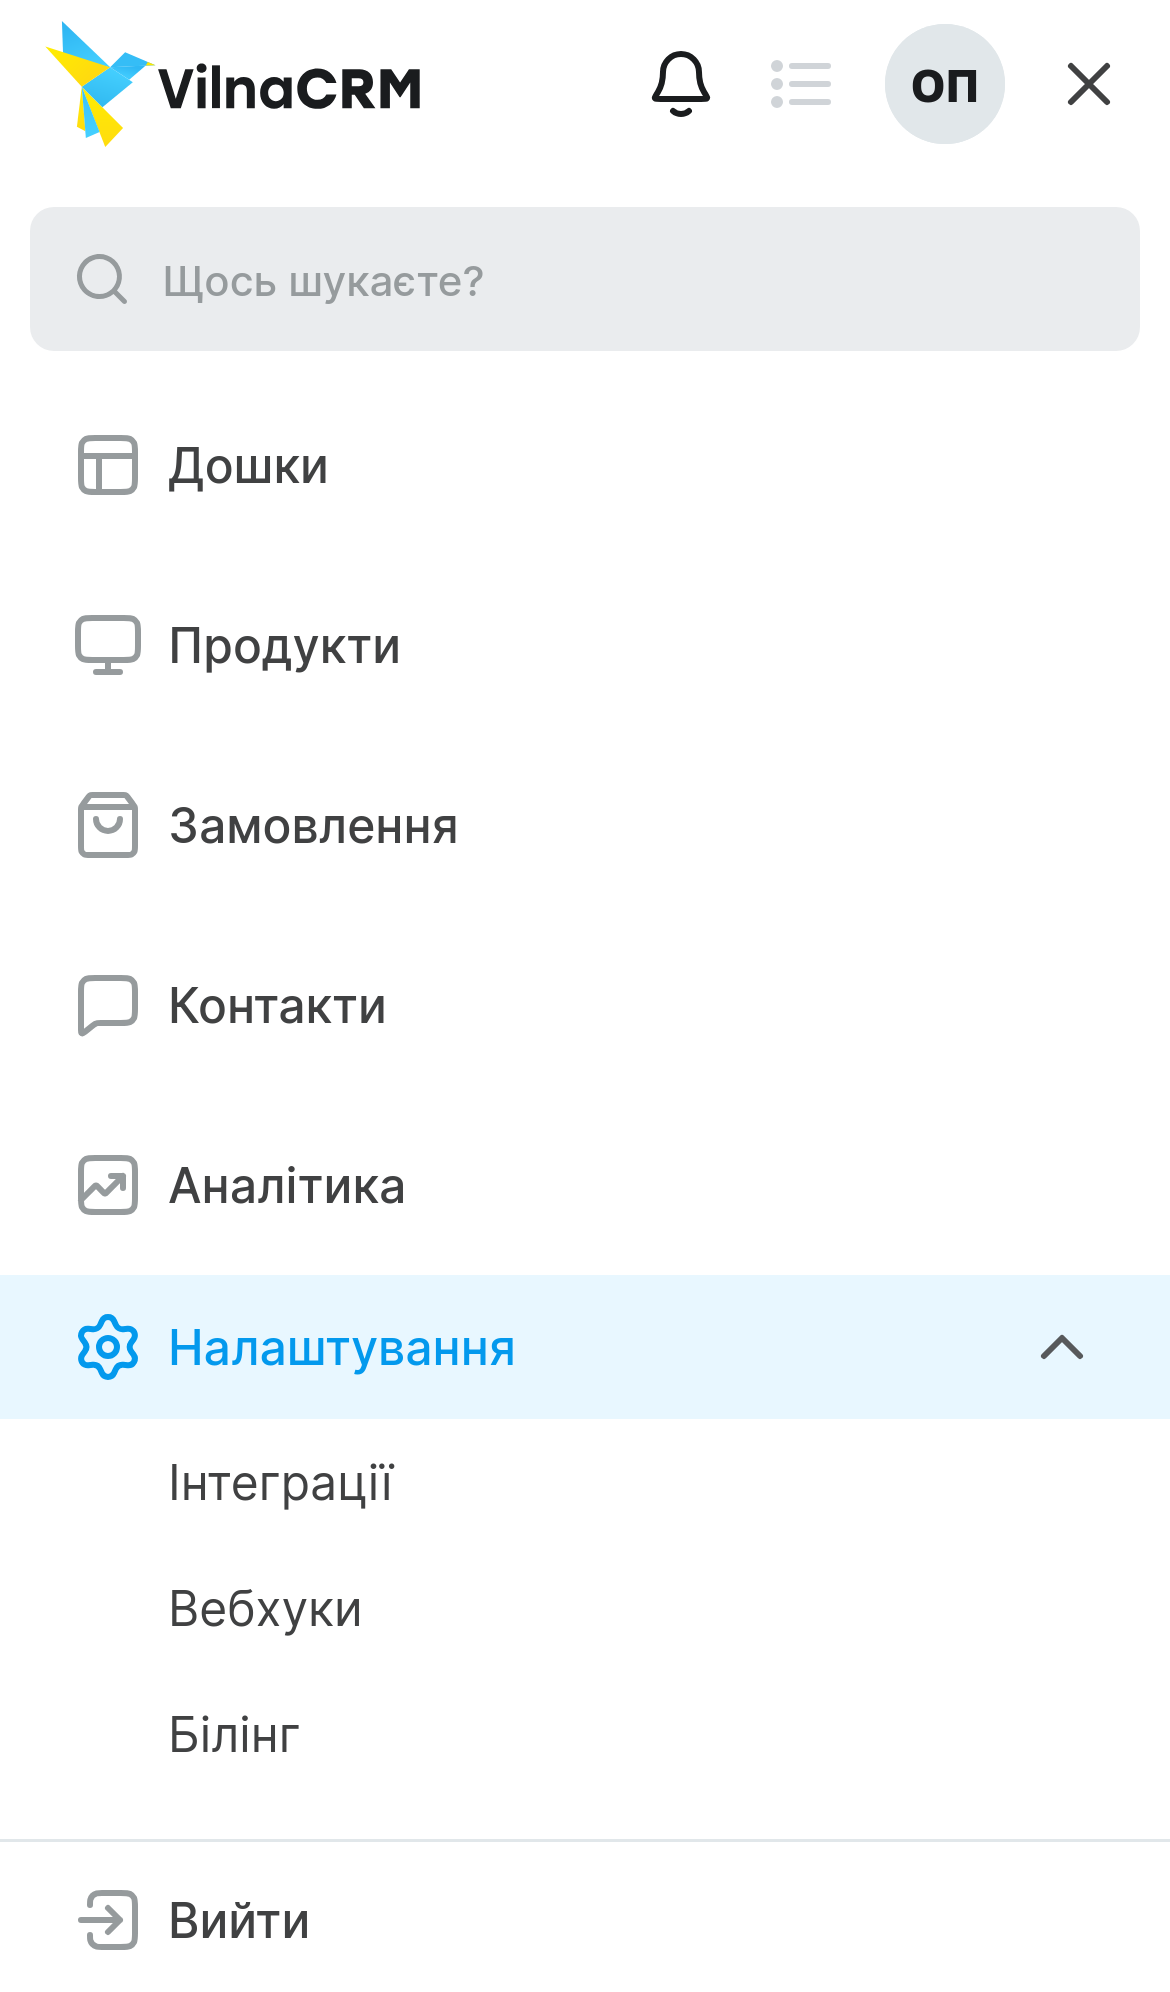 VilnaCRM
ОП
Щось шукаєте?
Дошки
Продукти
Замовлення
Контакти
Аналітика
Налаштування
Інтеграції
Вебхуки
Білінг
Вийти